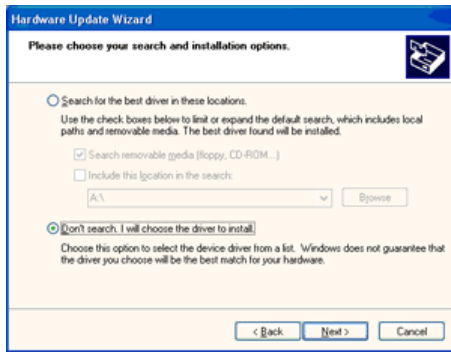 Hardware Update Wizard
Please choose your search and installation options.
Search for the best driver in these locations.
Use the check boxes below to limit or expand the default search, which includes local
paths and removable media. The best driver found will be installed.
Search removable media (floppy, CD-ROM...)
Include this location in the search:
A:\
Browse
Don't search. I will choose the driver to install.
Choose this option to select the device driver from a list. Windows does not guarantee that
the driver you choose will be the best match for your hardware.
< Back Next > Cancel